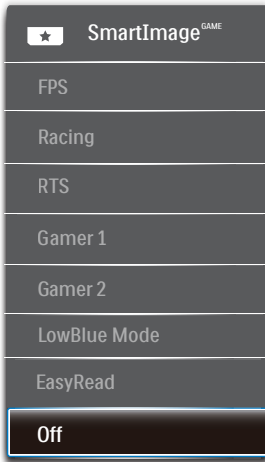 SmartImage GAME
FPS
Racing
RTS
Gamer 1
Gamer 2
LowBlue Mode
EasyRead
Off